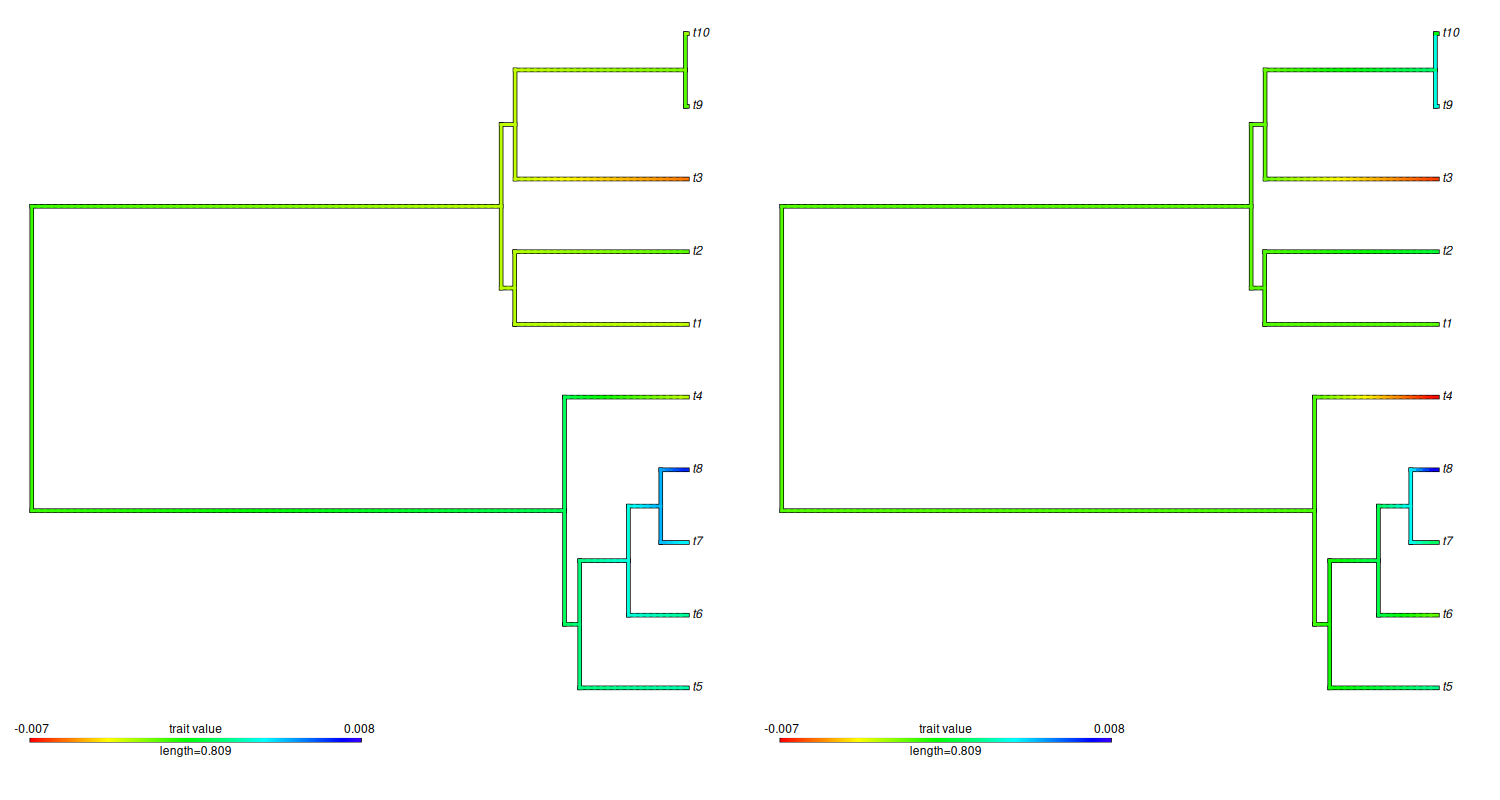 t10
t9
t3
t2
t1
t4
t8
t7
t6
t5
-0.007 trait value 0.008
length=0.809
t10
t9
t3
t2
t1
t4
t8
t7
t6
t5
-0.007 trait value 0.008
length=0.809